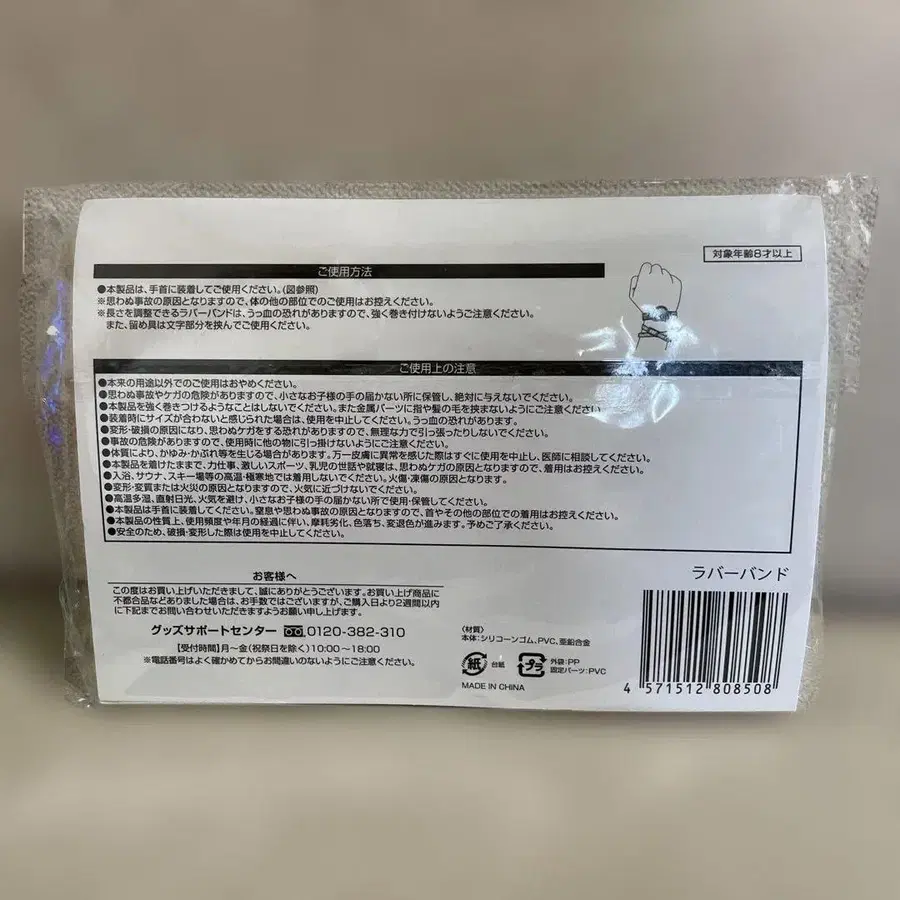 対象年齢8才以上
ご使用方法
●本製品は、手首に装着してご使用ください。(図参照)
※思わぬ事故の原因となりますので、体の他の部位でのご使用はお控えください。
※長さを調整できるラバーバンドは、うっ血の恐れがありますので、強く巻き付けないようご注意ください。
また、留め具は文字部分を挟んでご使用ください。
ご使用上の注意
●本来の用途以外でのご使用はおやめください。
●思わぬ事故やケガの危険がありますので、小さなお子様の手の届かない所に保管し、絶対に与えないでください。
●本製品を強く巻きつけるようなことはしないでください。また金属パーツに指や髪の毛を挟まないようにご注意ください。
●装着時にサイズが合わないと感じられた場合は、使用を中止してください。うっ血の恐れがあります。
●変形・破損の原因になり、思わぬケガをする恐れがありますので、無理な力で引っ張ったりしないでください。
●事故の危険がありますので、使用時に他の物に引っ掛けないようにご注意ください。
●体質により、かゆみ・かぶれ等を生じる場合があります。万一皮膚に異常を感じた際はすぐに使用を中止し、医師に相談してください。
●本製品を着けたままで、力仕事、激しいスポーツ、乳児の世話や就寝は、思わぬケガの原因となりますので、着用はお控えください。
●入浴、サウナ、スキー場等の高温・極寒地では着用しないでください。火傷・凍傷の原因となります。
●変形・変質または火災の原因となりますので、火気に近づけないでください。
●高温多湿、直射日光、火気を避け、小さなお子様の手の届かない所で使用・保管してください。
●本製品は手首に装着してください。窒息や思わぬ事故の原因となりますので、首やその他の部位での着用はお控えください。
●本製品の性質上、使用頻度や年月の経過に伴い、摩耗劣化、色落ち、変退色が進みます。予めご了承ください。
●安全のため、破損・変形した際は使用を中止してください。
お客様へ
この度はお買い上げいただきまして、誠にありがとうございます。お買い上げ商品に
不都合品などありました場合は、お手数ではございますが、ご購入日より2週間以内
に下記までお問い合わせいただきますようお願い申し上げます。
グッズサポートセンター 0120-382-310
【受付時間】月～金(祝祭日を除く)10:00～18:00
※電話番号はよく確かめてからお間違いのないようにご注意ください。
〈材質〉
本体:シリコーンゴム、PVC、亜鉛合金
紙 台紙
プラ 外袋:PP
固定パーツ:PVC
MADE IN CHINA
ラバーバンド
4 571512 808508